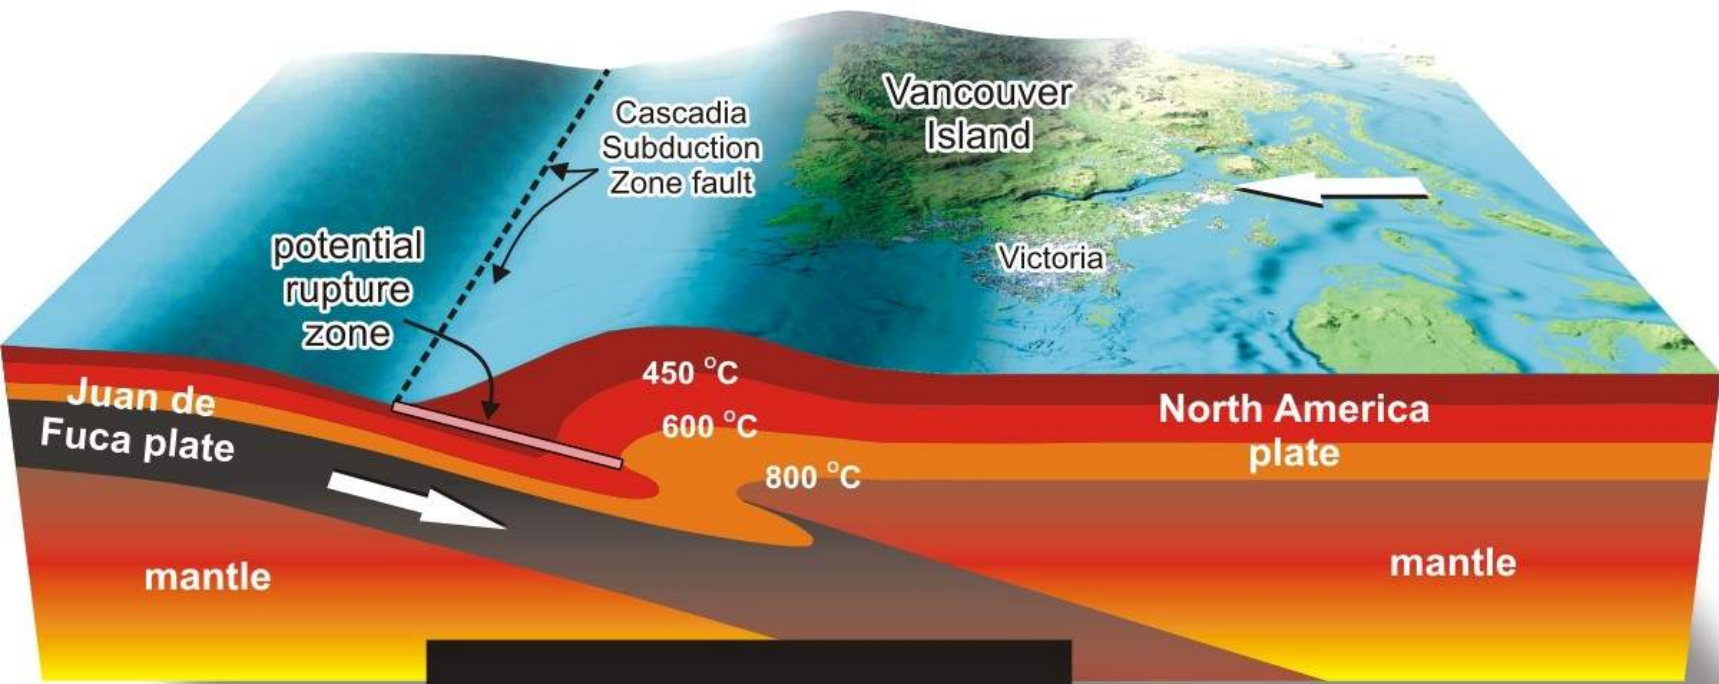 Vancouver
Island
Cascadia
Subduction
Zone fault
potential
rupture
zone
Victoria
450 °C
600 °C
800 °C
Juan de
Fuca plate
North America
plate
mantle
mantle